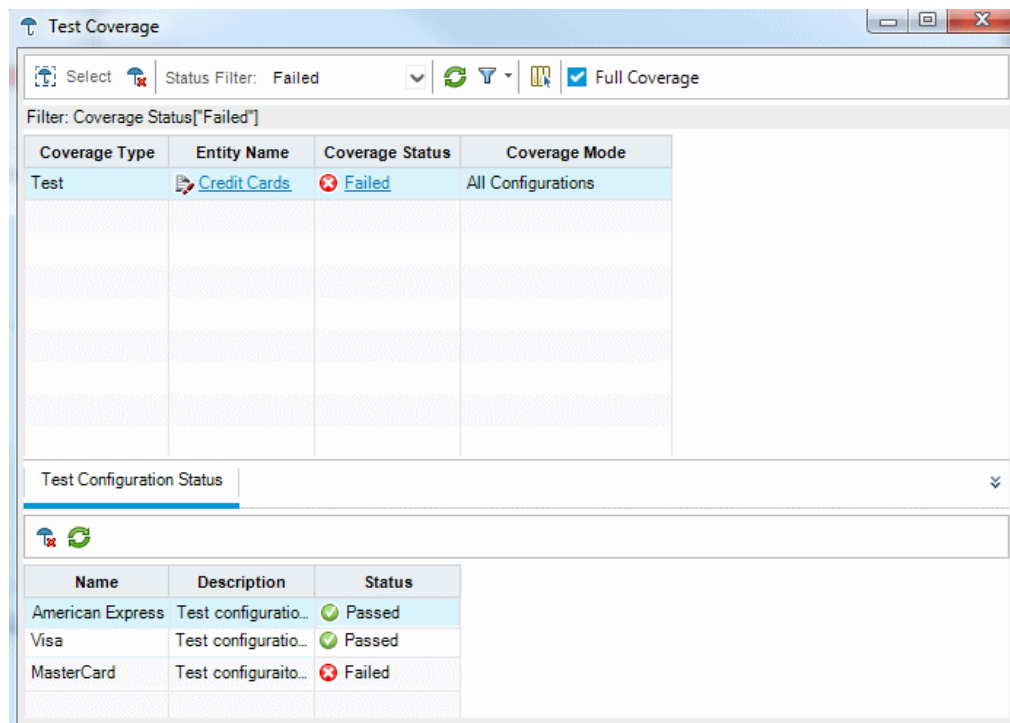 Test Coverage
Select Status Filter: Failed Full Coverage
Filter: Coverage Status["Failed"]
Coverage Type Entity Name Coverage Status Coverage Mode
Test Credit Cards Failed All Configurations
Test Configuration Status
Name Description Status
American Express Test configuratio... Passed
Visa Test configuratio... Passed
MasterCard Test configuraito... Failed